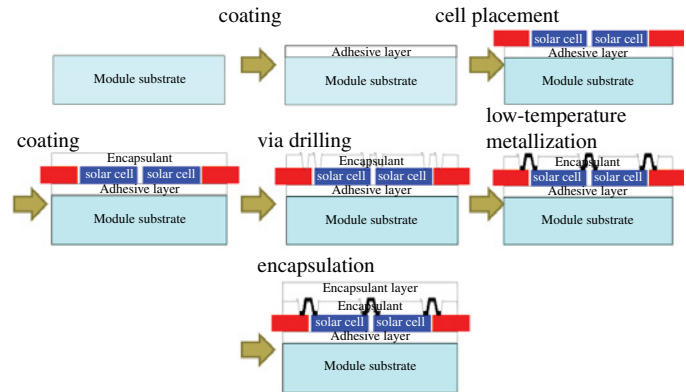 coating
cell placement
Module substrate
Adhesive layer
Module substrate
solar cell solar cell
Adhesive layer
Module substrate
coating
via drilling
low-temperature
metallization
Encapsulant
solar cell solar cell
Adhesive layer
Module substrate
Encapsulant
solar cell solar cell
Adhesive layer
Module substrate
Encapsulant
solar cell solar cell
Adhesive layer
Module substrate
encapsulation
Encapsulant layer
Encapsulant
solar cell solar cell
Adhesive layer
Module substrate